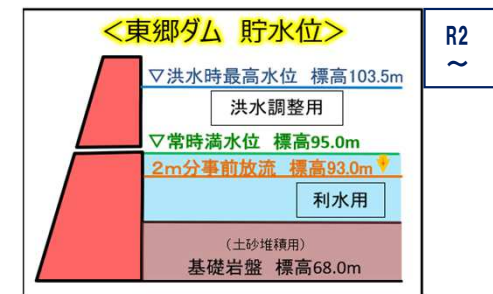 ＜東郷ダム 貯水位＞
R2
～
▽洪水時最高水位 標高103.5m
洪水調整用
▽常時満水位 標高95.0m
2m分事前放流 標高93.0m
利水用
（土砂堆積用）
基礎岩盤 標高68.0m